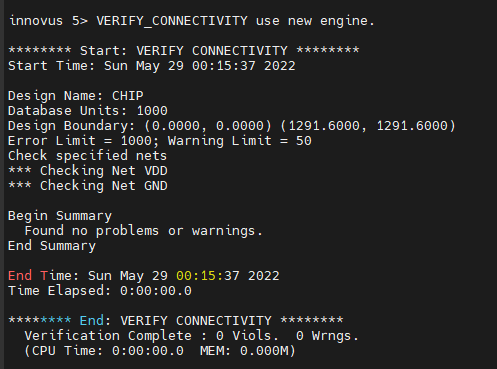 innovus 5> VERIFY_CONNECTIVITY use new engine.
******** Start: VERIFY CONNECTIVITY ********
Start Time: Sun May 29 00:15:37 2022
Design Name: CHIP
Database Units: 1000
Design Boundary: (0.0000, 0.0000) (1291.6000, 1291.6000)
Error Limit = 1000; Warning Limit = 50
Check specified nets
*** Checking Net VDD
*** Checking Net GND
Begin Summary
  Found no problems or warnings.
End Summary
End Time: Sun May 29 00:15:37 2022
Time Elapsed: 0:00:00.0
******** End: VERIFY CONNECTIVITY ********
  Verification Complete : 0 Viols.  0 Wrngs.
  (CPU Time: 0:00:00.0  MEM: 0.000M)